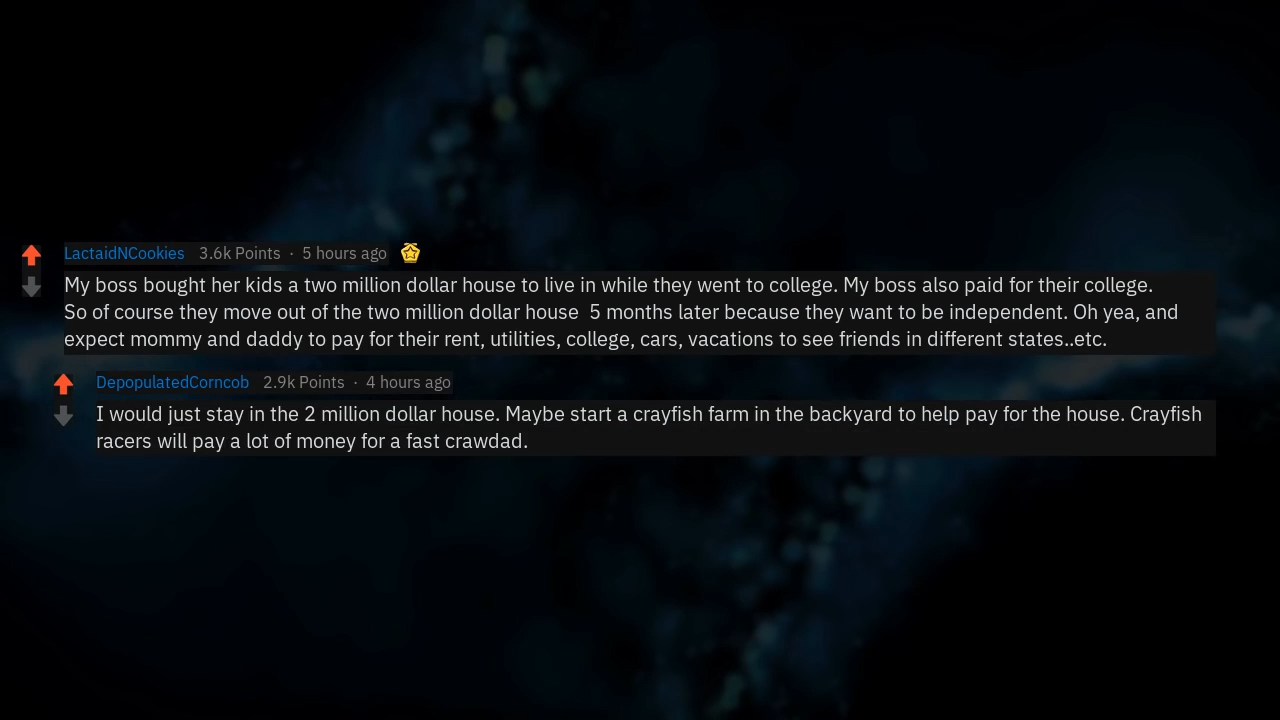 LactaidNCookies 3.6k Points · 5 hours ago
My boss bought her kids a two million dollar house to live in while they went to college. My boss also paid for their college.
So of course they move out of the two million dollar house  5 months later because they want to be independent. Oh yea, and
expect mommy and daddy to pay for their rent, utilities, college, cars, vacations to see friends in different states..etc.
DepopulatedCorncob 2.9k Points · 4 hours ago
I would just stay in the 2 million dollar house. Maybe start a crayfish farm in the backyard to help pay for the house. Crayfish
racers will pay a lot of money for a fast crawdad.